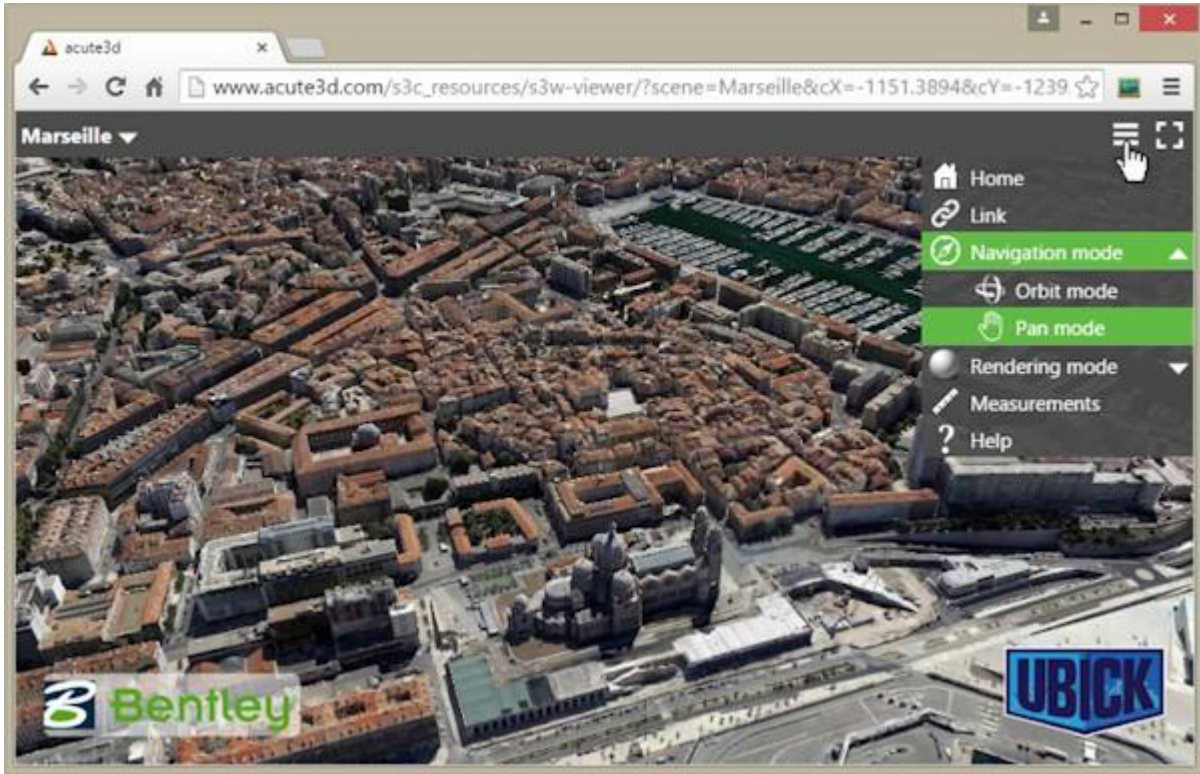 acute3d
www.acute3d.com/s3c_resources/s3w-viewer/?scene=Marseille&cX=-1151.3894&cY=-1239
Marseille
Home
Link
Navigation mode
Orbit mode
Pan mode
Rendering mode
Measurements
? Help
B Bentley
UBICK